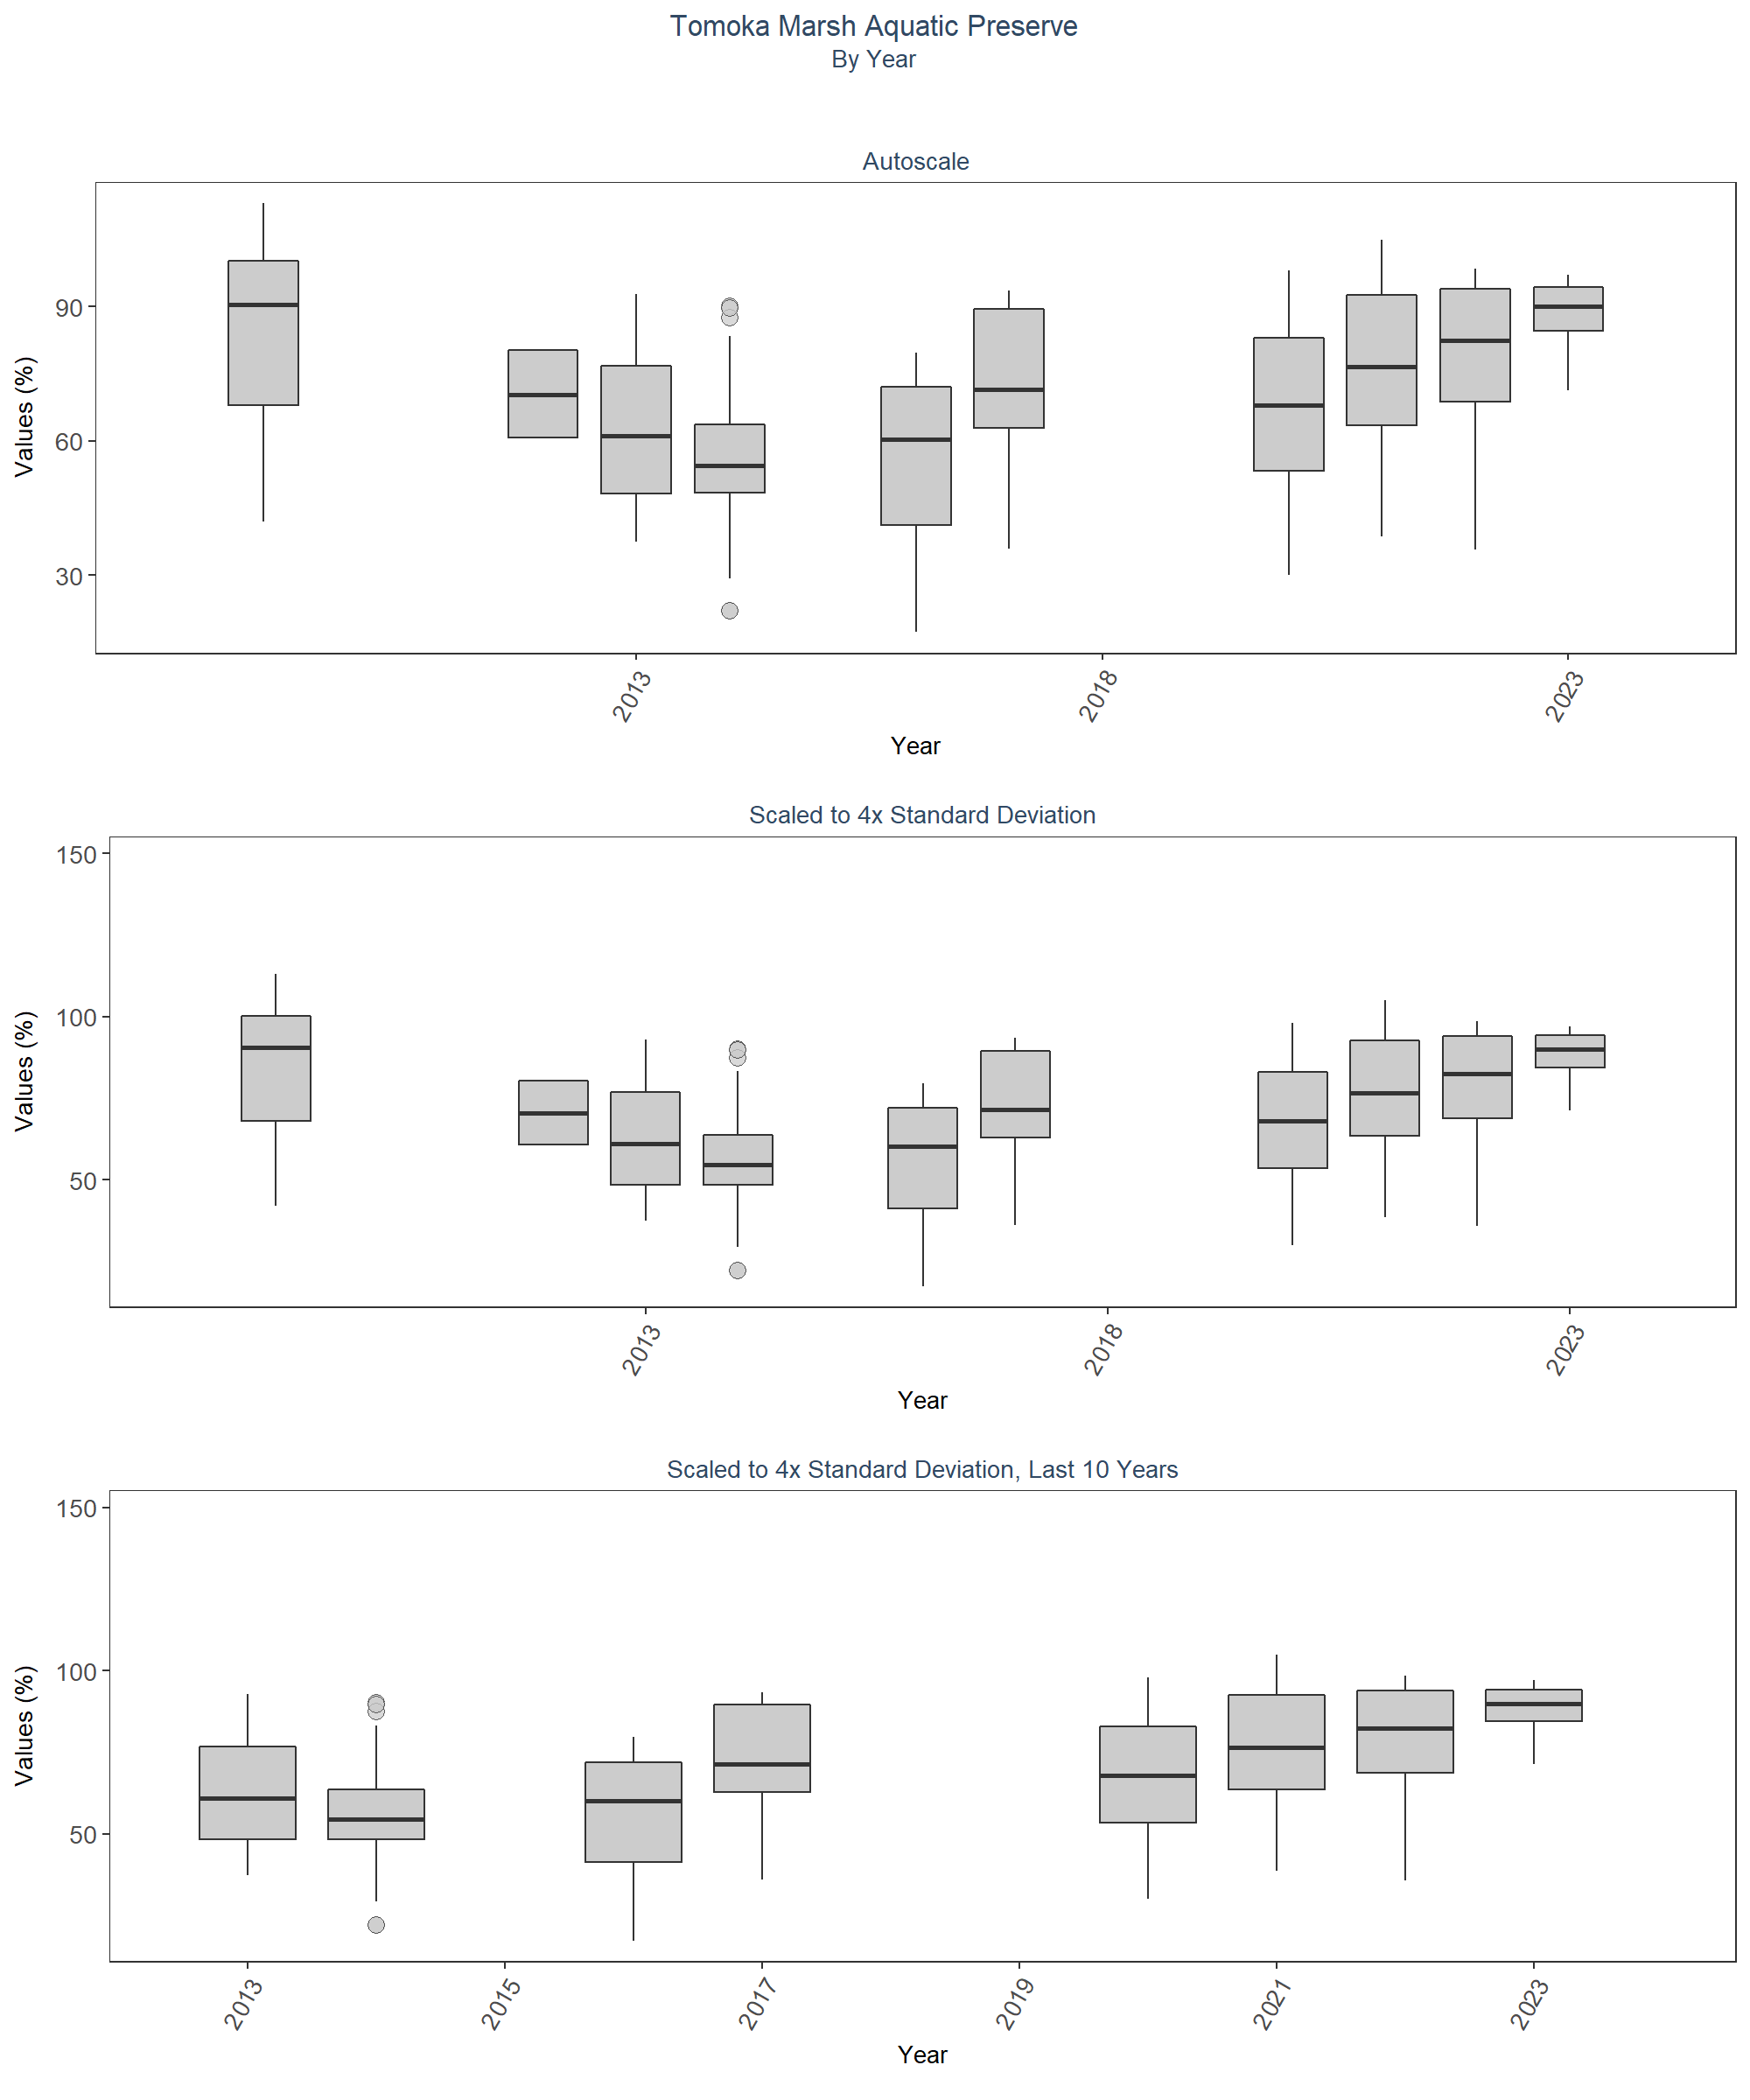 Tomoka Marsh Aquatic Preserve
By Year
Autoscale
Values (%)
90
60
30
2013
2018
2023
Year
Scaled to 4x Standard Deviation
Values (%)
150
100
50
2013
2018
2023
Year
Scaled to 4x Standard Deviation, Last 10 Years
Values (%)
150
100
50
2013
2015
2017
2019
2021
2023
Year